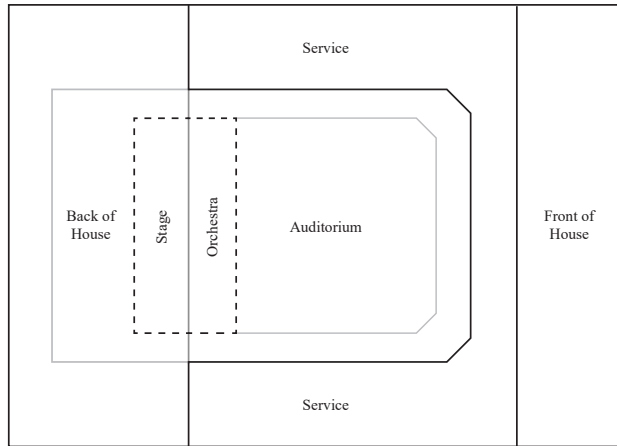 Service
Back of
House
Stage
Orchestra
Auditorium
Front of
House
Service